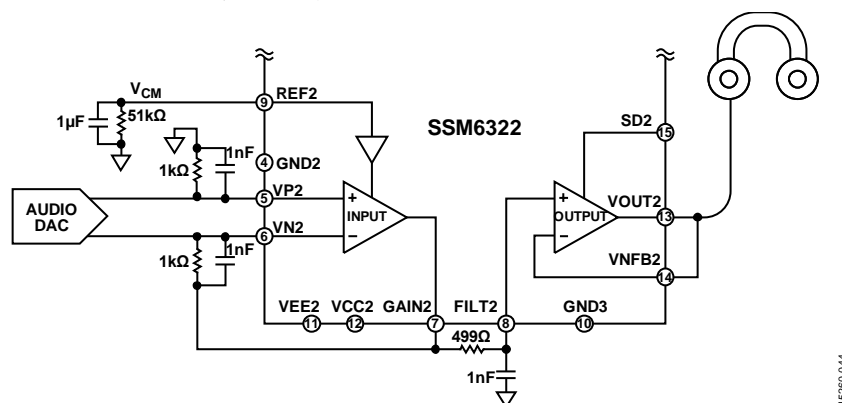 VCM
9
REF2
1µF
51kΩ
SSM6322
SD2
15
1nF
4
GND2
1kΩ
5
VP2
AUDIO
DAC
+
INPUT
−
6
VN2
1nF
1kΩ
+
OUTPUT
−
VOUT2
13
VNFB2
14
VEE2
VCC2
GAIN2
FILT2
GND3
11
12
7
8
10
499Ω
1nF
15260-044